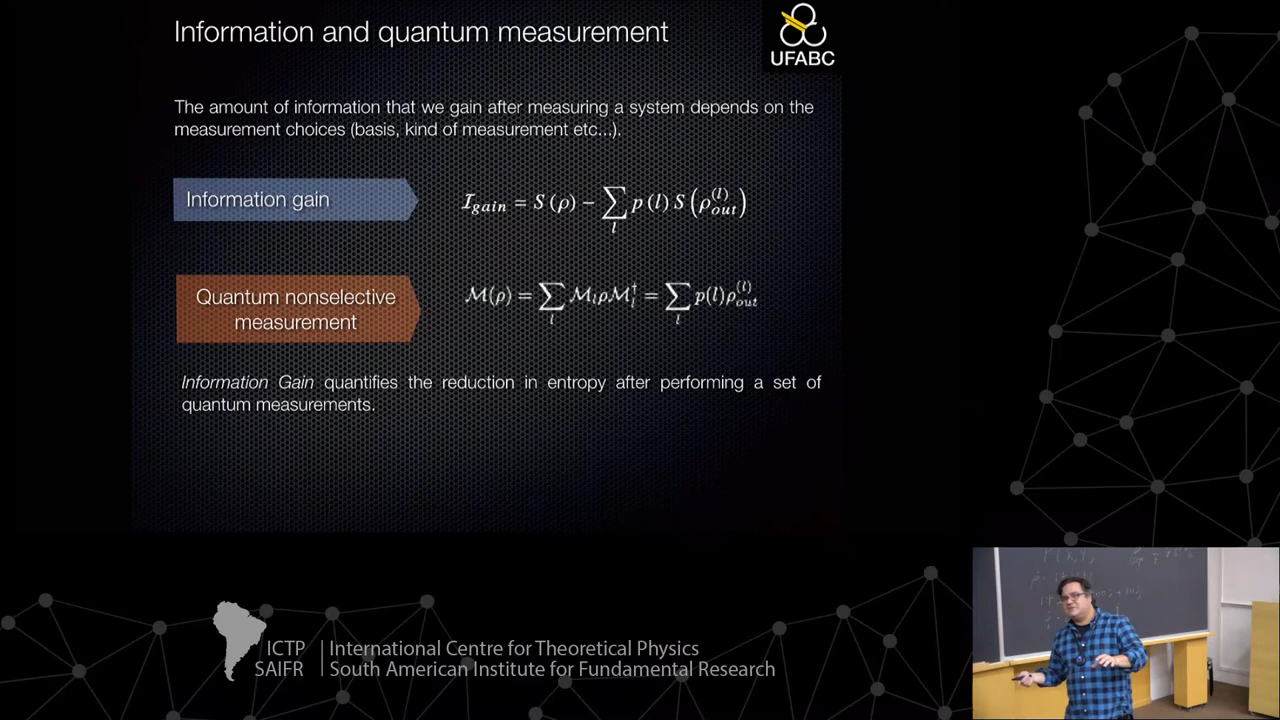 Information and quantum measurement
UFABC
The amount of information that we gain after measuring a system depends on the
measurement choices (basis, kind of measurement etc...).
Information gain
𝓘_gain = S (ρ) − ∑_l p (l) S (ρ_out^(l))
Quantum nonselective
measurement
𝓜(ρ) = ∑_l 𝓜_l ρ 𝓜_l^† = ∑_l p(l)ρ_out^(l)
Information Gain quantifies the reduction in entropy after performing a set of
quantum measurements.
ICTP
SAIFR
International Centre for Theoretical Physics
South American Institute for Fundamental Research